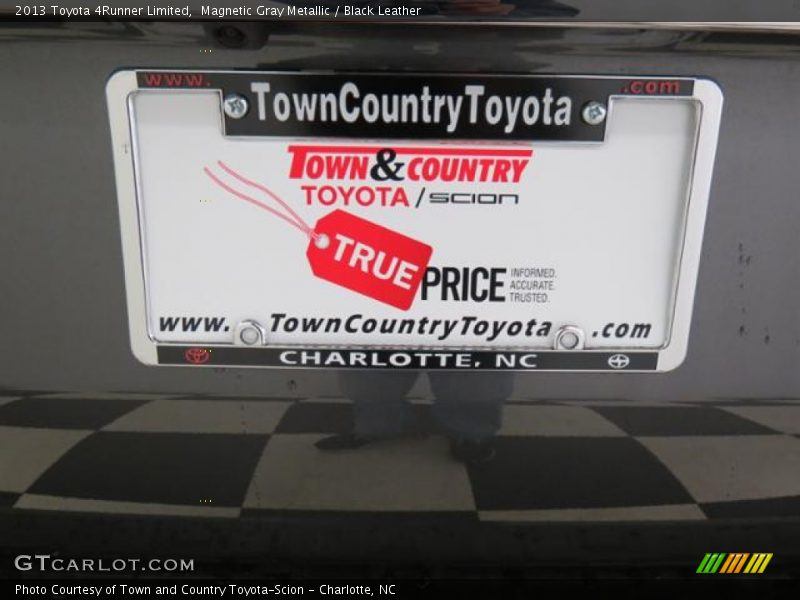 2013 Toyota 4Runner Limited,  Magnetic Gray Metallic / Black Leather
www. .com
TownCountryToyota
TOWN & COUNTRY
TOYOTA / SCION
TRUE PRICE
INFORMED.
ACCURATE.
TRUSTED.
www. TownCountryToyota .com
CHARLOTTE, NC
GTCARLOT.COM
Photo Courtesy of Town and Country Toyota-Scion - Charlotte, NC